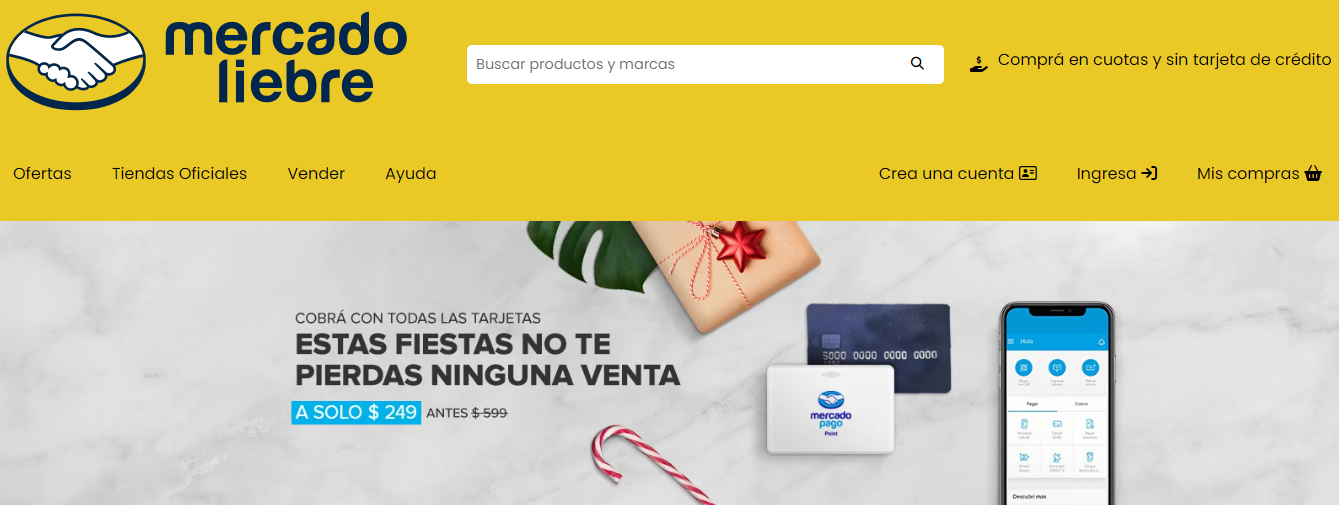 mercado
liebre
Buscar productos y marcas
Comprá en cuotas y sin tarjeta de crédito
Ofertas
Tiendas Oficiales
Vender
Ayuda
Crea una cuenta
Ingresa
Mis compras
COBRÁ CON TODAS LAS TARJETAS
ESTAS FIESTAS NO TE
PIERDAS NINGUNA VENTA
A SOLO $ 249 ANTES $ 599
5000 0000 0000 0000
mercado
pago
Point
Hola
Pagar
Cobrar
Descubrí más